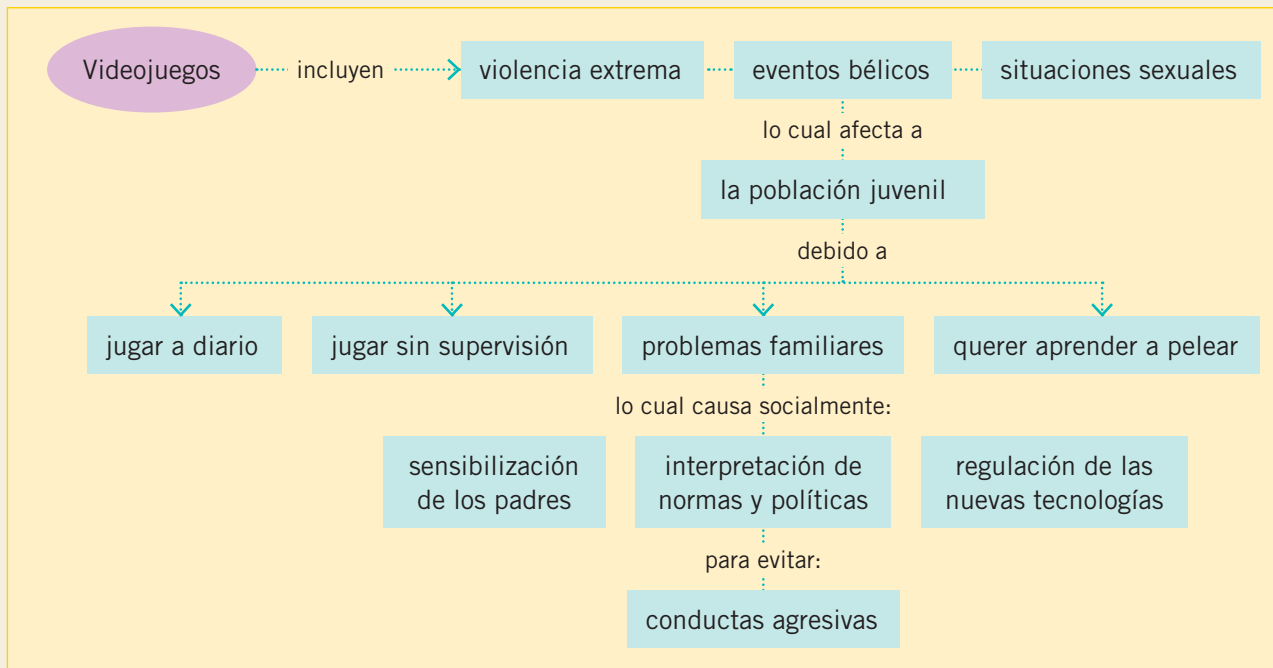 Videojuegos
incluyen
violencia extrema
eventos bélicos
situaciones sexuales
lo cual afecta a
la población juvenil
debido a
jugar a diario
jugar sin supervisión
problemas familiares
querer aprender a pelear
lo cual causa socialmente:
sensibilización
de los padres
interpretación de
normas y políticas
regulación de las
nuevas tecnologías
para evitar:
conductas agresivas